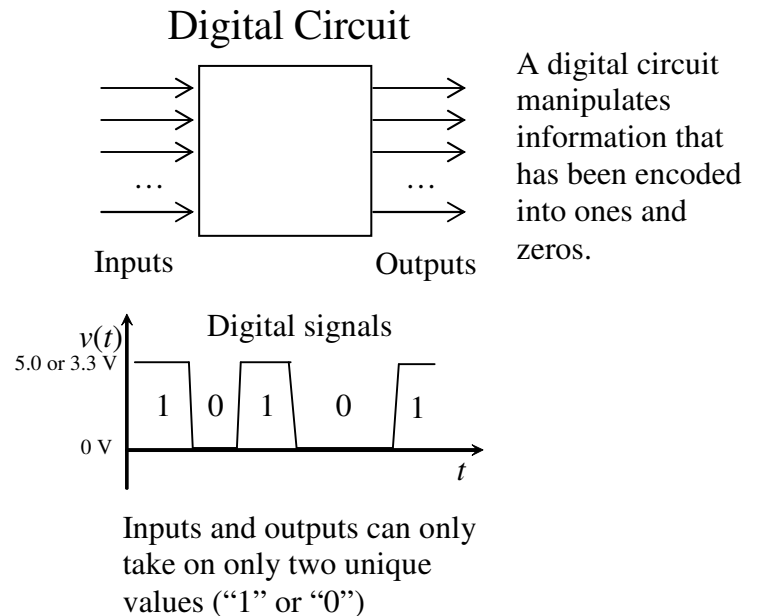 Digital Circuit
A digital circuit
manipulates
information that
has been encoded
into ones and
zeros.
… …
Inputs Outputs
Digital signals
v(t)
5.0 or 3.3 V
1 0 1 0 1
0 V
t
Inputs and outputs can only
take on only two unique
values (“1” or “0”)